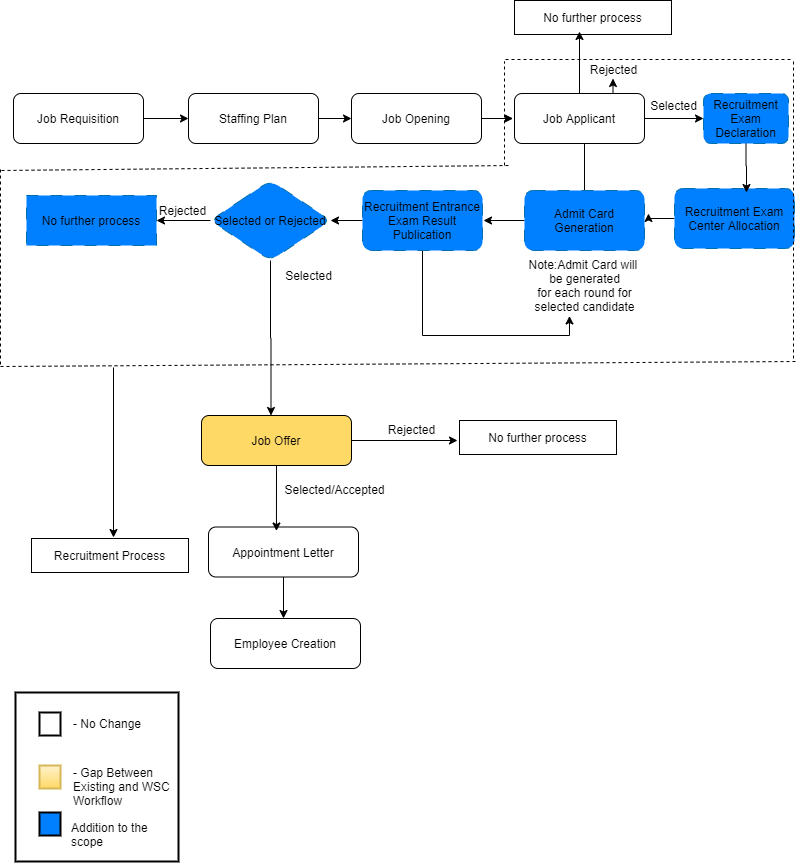 No further process
Rejected
Job Requisition
Staffing Plan
Job Opening
Job Applicant
Selected
Recruitment
Exam
Declaration
No further process
Rejected
Selected or Rejected
Recruitment Entrance
Exam Result
Publication
Admit Card
Generation
Recruitment Exam
Center Allocation
Selected
Note:Admit Card will
be generated
for each round for
selected candidate
Job Offer
Rejected
No further process
Selected/Accepted
Recruitment Process
Appointment Letter
Employee Creation
- No Change
- Gap Between
Existing and WSC
Workflow
Addition to the
scope